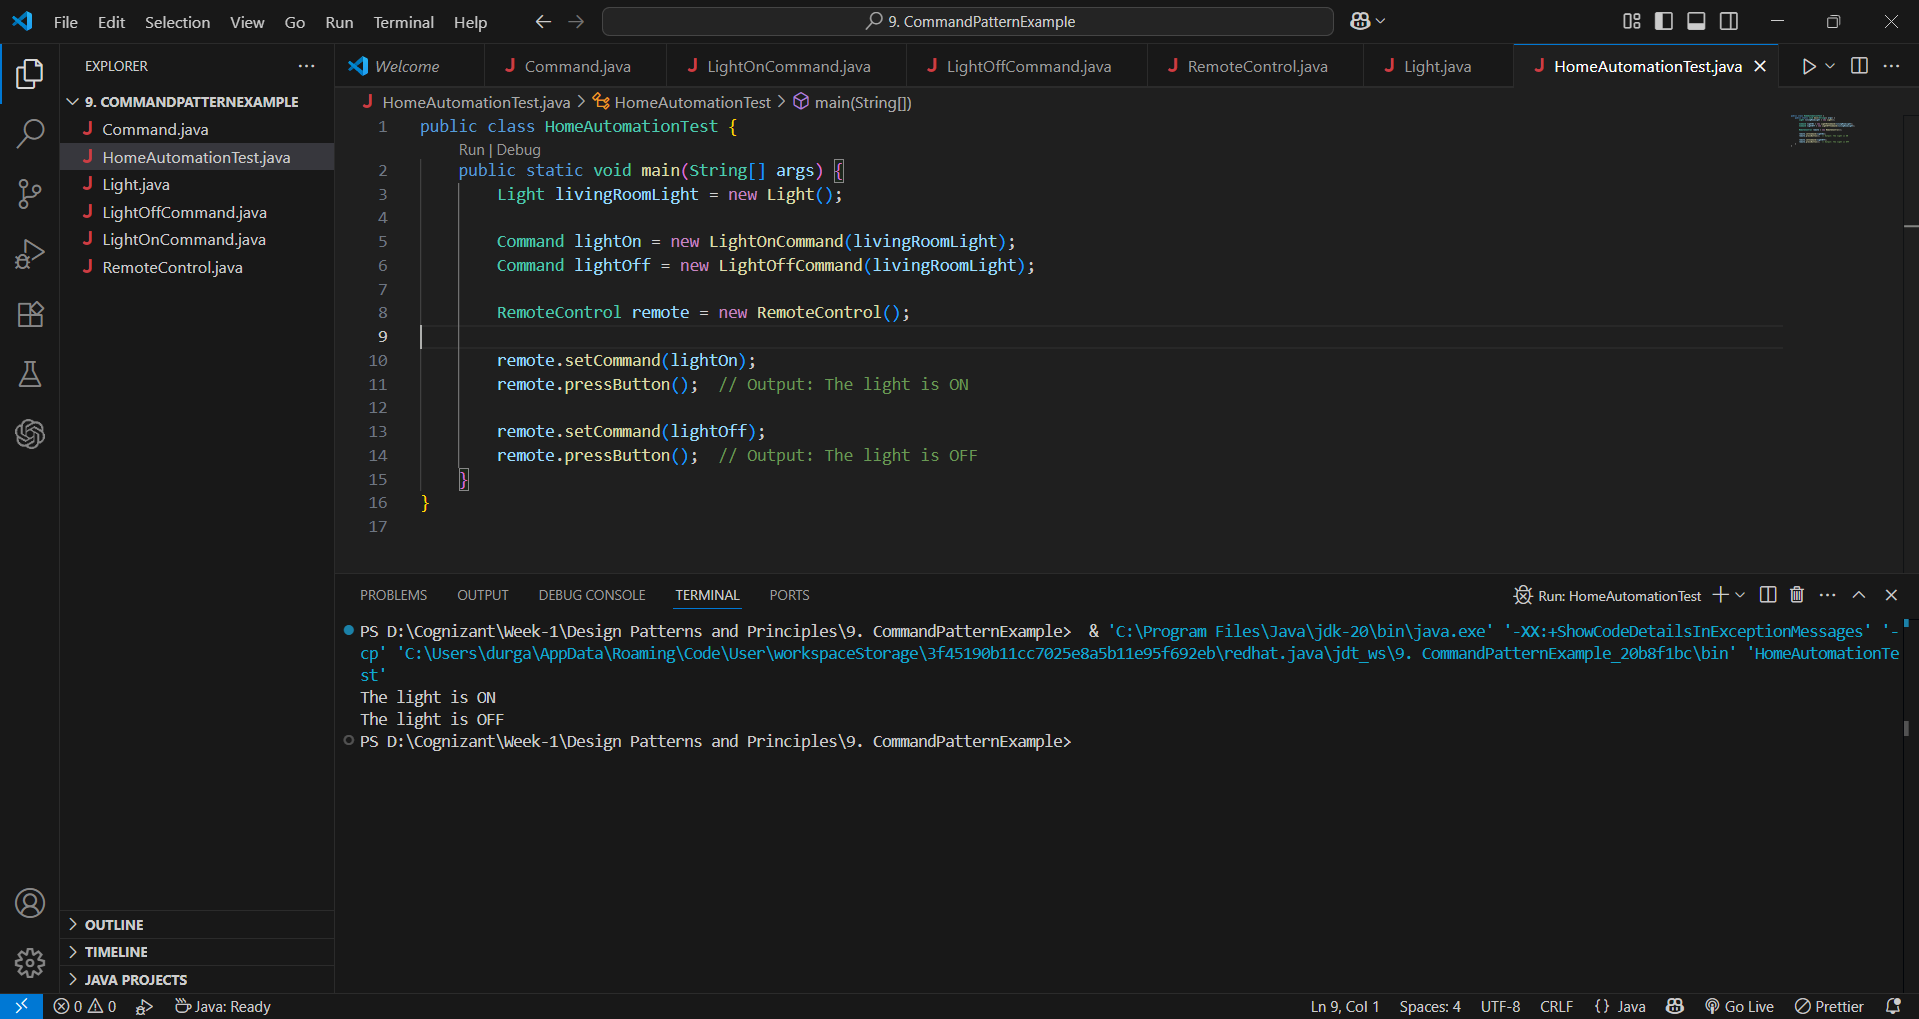 File Edit Selection View Go Run Terminal Help
9. CommandPatternExample
EXPLORER
9. COMMANDPATTERNEXAMPLE
Command.java
HomeAutomationTest.java
Light.java
LightOffCommand.java
LightOnCommand.java
RemoteControl.java
OUTLINE
TIMELINE
JAVA PROJECTS
Welcome Command.java LightOnCommand.java LightOffCommand.java RemoteControl.java Light.java HomeAutomationTest.java
HomeAutomationTest.java > HomeAutomationTest > main(String[])
1 public class HomeAutomationTest {
Run | Debug
2 public static void main(String[] args) {
3 Light livingRoomLight = new Light();
4
5 Command lightOn = new LightOnCommand(livingRoomLight);
6 Command lightOff = new LightOffCommand(livingRoomLight);
7
8 RemoteControl remote = new RemoteControl();
9
10 remote.setCommand(lightOn);
11 remote.pressButton(); // Output: The light is ON
12
13 remote.setCommand(lightOff);
14 remote.pressButton(); // Output: The light is OFF
15 }
16 }
17
PROBLEMS OUTPUT DEBUG CONSOLE TERMINAL PORTS
Run: HomeAutomationTest
PS D:\Cognizant\Week-1\Design Patterns and Principles\9. CommandPatternExample> & 'C:\Program Files\Java\jdk-20\bin\java.exe' '-XX:+ShowCodeDetailsInExceptionMessages' '-
cp' 'C:\Users\durga\AppData\Roaming\Code\User\workspaceStorage\3f45190b11cc7025e8a5b11e95f692eb\redhat.java\jdt_ws\9. CommandPatternExample_20b8f1bc\bin' 'HomeAutomationTe
st'
The light is ON
The light is OFF
PS D:\Cognizant\Week-1\Design Patterns and Principles\9. CommandPatternExample>
0 0 Java: Ready
Ln 9, Col 1 Spaces: 4 UTF-8 CRLF {} Java Go Live Prettier